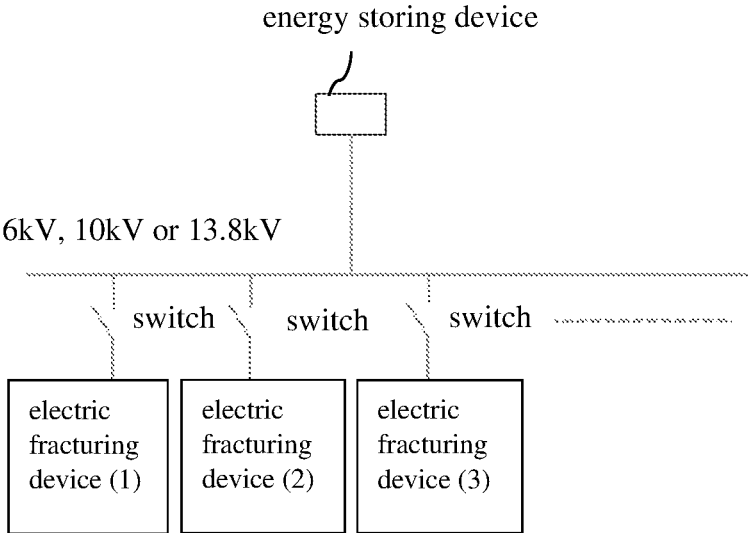 energy storing device
6kV, 10kV or 13.8kV
switch
switch
switch
electric
fracturing
device (1)
electric
fracturing
device (2)
electric
fracturing
device (3)